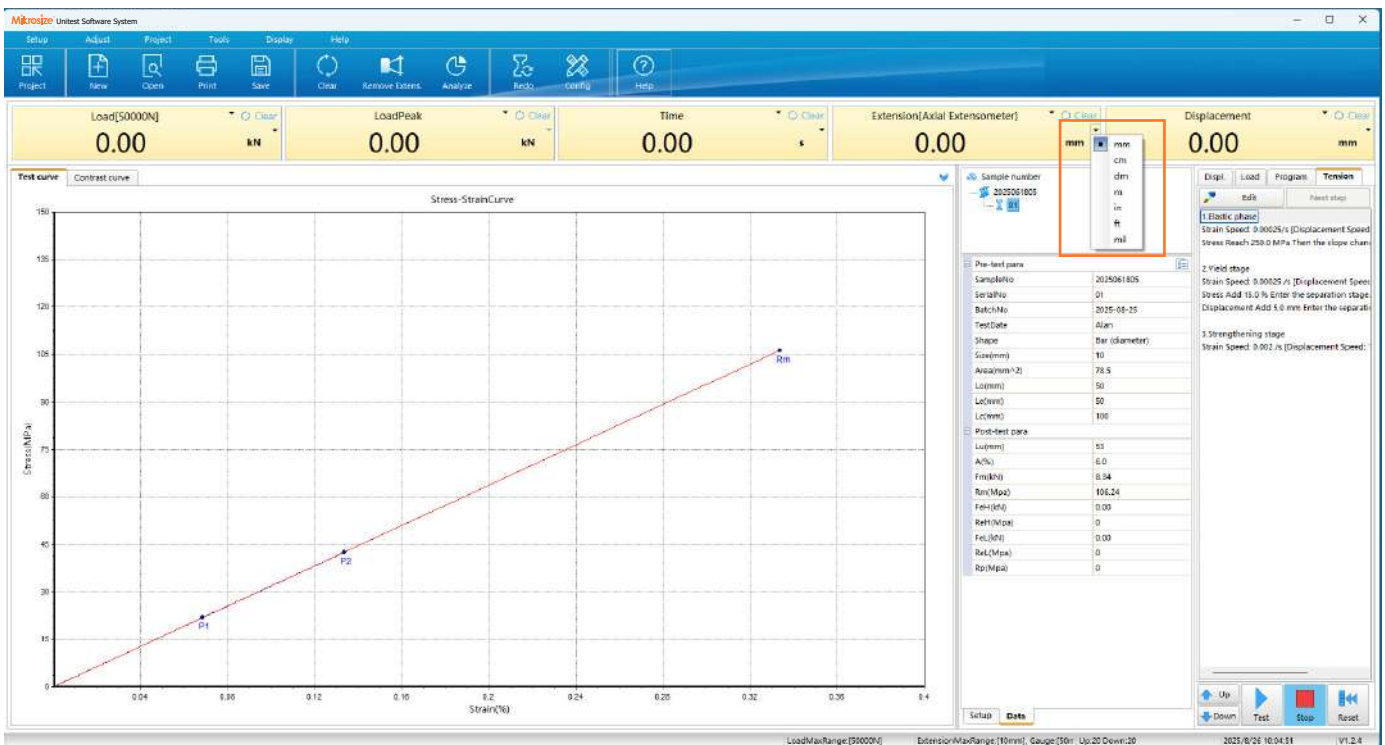 Mikrosize Unitest Software System
Setup Adjust Project Tools Display Help
Project New Open Print Save Clear Remove Extens. Analyze Redo Config Help
Load[50000N] Clear
0.00 kN
LoadPeak Clear
0.00 kN
Time Clear
0.00 s
Extension[Axial Extensometer] Clear
0.00 mm
Displacement Clear
0.00 mm
mm
cm
dm
m
in
ft
mil
Test curve Contrast curve
Stress-StrainCurve
150
135
120
105
90
75
60
45
30
15
0
Stress(MPa)
P1
P2
Rm
0.04 0.08 0.12 0.16 0.2 0.24 0.28 0.32 0.36 0.4
Strain(%)
Sample number
2025061805
01
Pre-test para
SampleNo 2025061805
SerialNo 01
BatchNo 2025-08-25
TestDate Alan
Shape Bar (diameter)
Size(mm) 10
Area(mm^2) 78.5
Lo(mm) 50
Le(mm) 50
Lc(mm) 100
Post-test para
Lu(mm) 53
A(%) 6.0
Fm(kN) 8.34
Rm(Mpa) 106.24
FeH(kN) 0.00
ReH(Mpa) 0
FeL(kN) 0.00
ReL(Mpa) 0
Rp(Mpa) 0
Setup Data
Displ. Load Program Tension
Edit Next step
1.Elastic phase
Strain Speed: 0.00025/s [Displacement Speed
Stress Reach 250.0 MPa Then the slope chan
2.Yield stage
Strain Speed: 0.00025 /s [Displacement Speed
Stress Add 15.0 % Enter the separation stage.
Displacement Add 5.0 mm Enter the separati
3.Strengthening stage
Strain Speed: 0.002 /s [Displacement Speed:
Up
Down Test Stop Reset
LoadMaxRange:[50000N] ExtensionMaxRange:[10mm], Gauge:[50m Up:20 Down:20 2025/8/26 10:04:51 V1.2.4